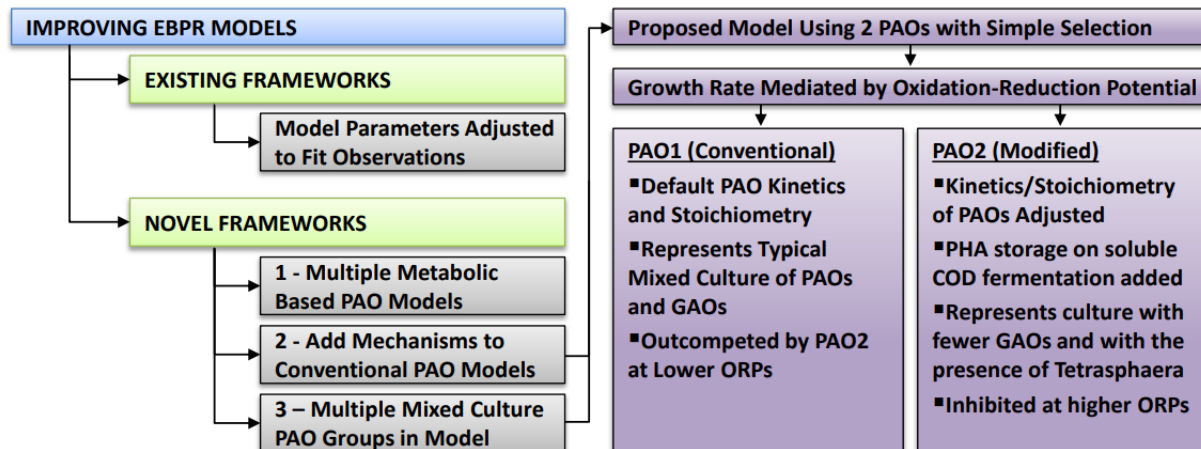 IMPROVING EBPR MODELS
EXISTING FRAMEWORKS
Model Parameters Adjusted
to Fit Observations
NOVEL FRAMEWORKS
1 - Multiple Metabolic
Based PAO Models
2 - Add Mechanisms to
Conventional PAO Models
3 – Multiple Mixed Culture
PAO Groups in Model
Proposed Model Using 2 PAOs with Simple Selection
Growth Rate Mediated by Oxidation-Reduction Potential
PAO1 (Conventional)
▪Default PAO Kinetics
and Stoichiometry
▪Represents Typical
Mixed Culture of PAOs
and GAOs
▪Outcompeted by PAO2
at Lower ORPs
PAO2 (Modified)
▪Kinetics/Stoichiometry
of PAOs Adjusted
▪PHA storage on soluble
COD fermentation added
▪Represents culture with
fewer GAOs and with the
presence of Tetrasphaera
▪Inhibited at higher ORPs